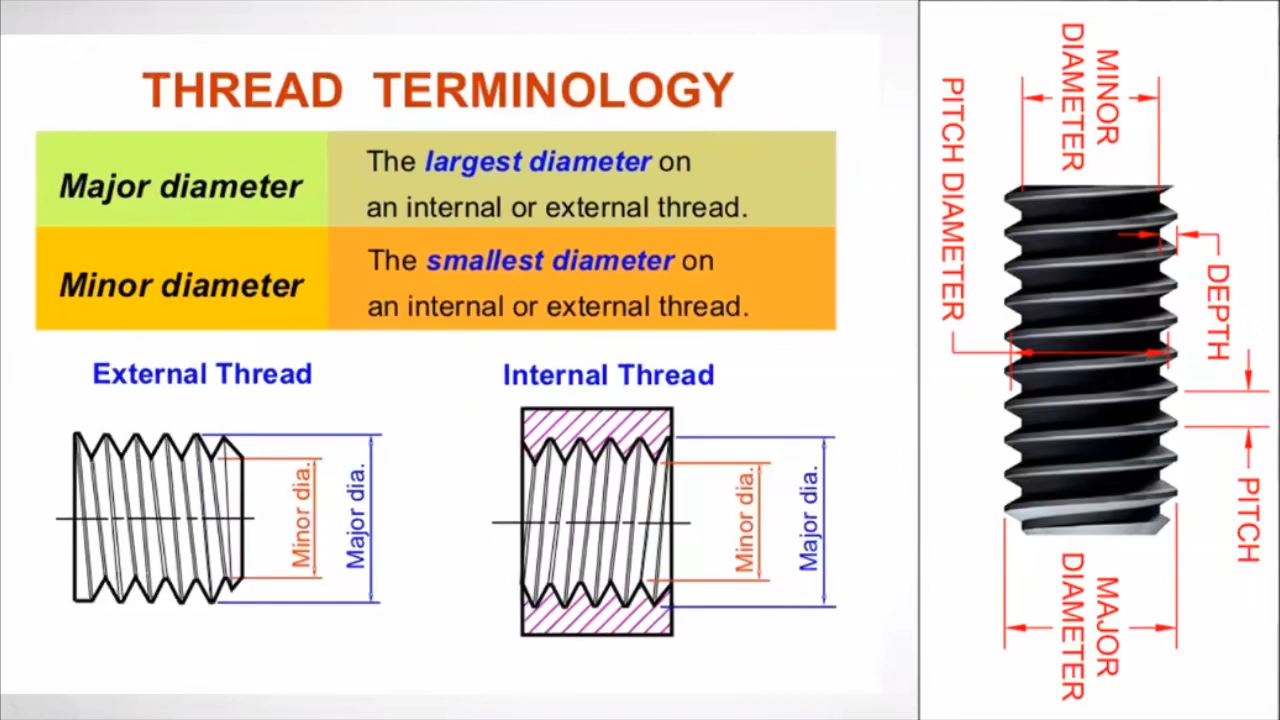 THREAD TERMINOLOGY
Major diameter
The largest diameter on
an internal or external thread.
Minor diameter
The smallest diameter on
an internal or external thread.
External Thread
Internal Thread
Minor dia.
Major dia.
Minor dia.
Major dia.
MINOR
DIAMETER
PITCH DIAMETER
DEPTH
PITCH
MAJOR
DIAMETER